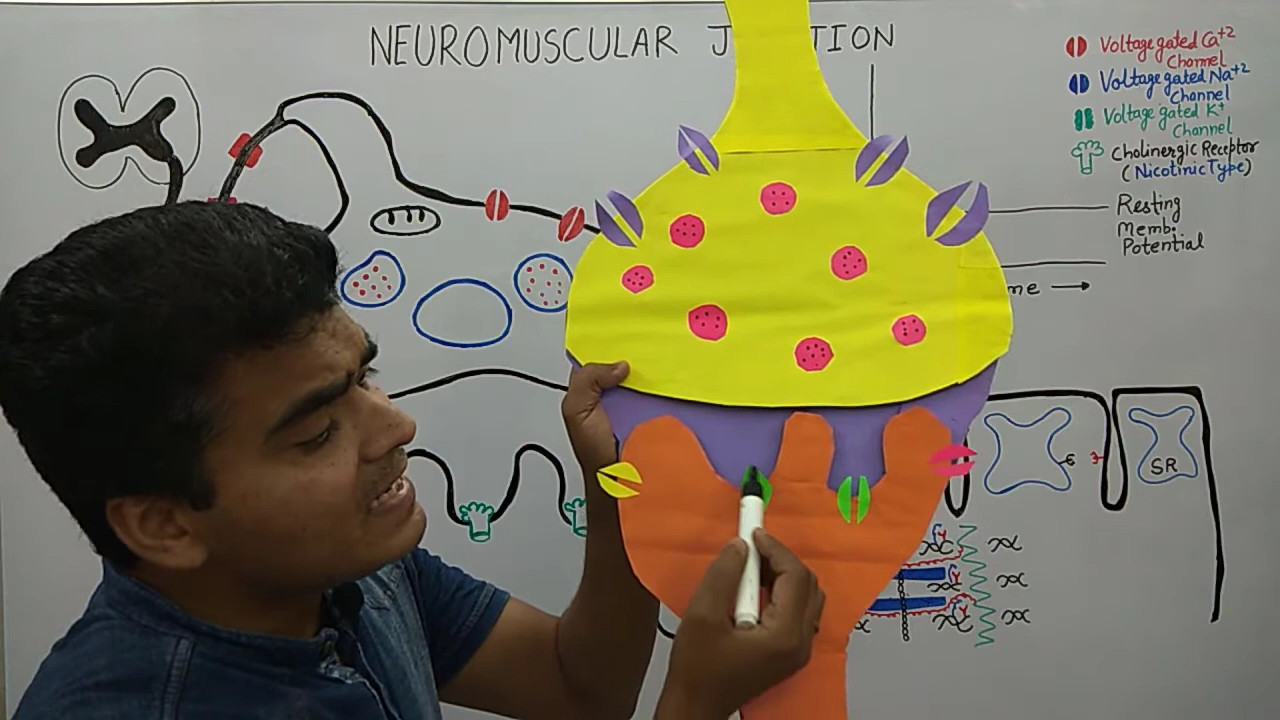 NEUROMUSCULAR J TION
Voltage gated Ca+2
Channel
Voltage gated Na+2
Channel
Voltage gated K+
Channel
Cholinergic Receptor
(Nicotinic Type)
Resting
Memb.
Potential
me →
SR